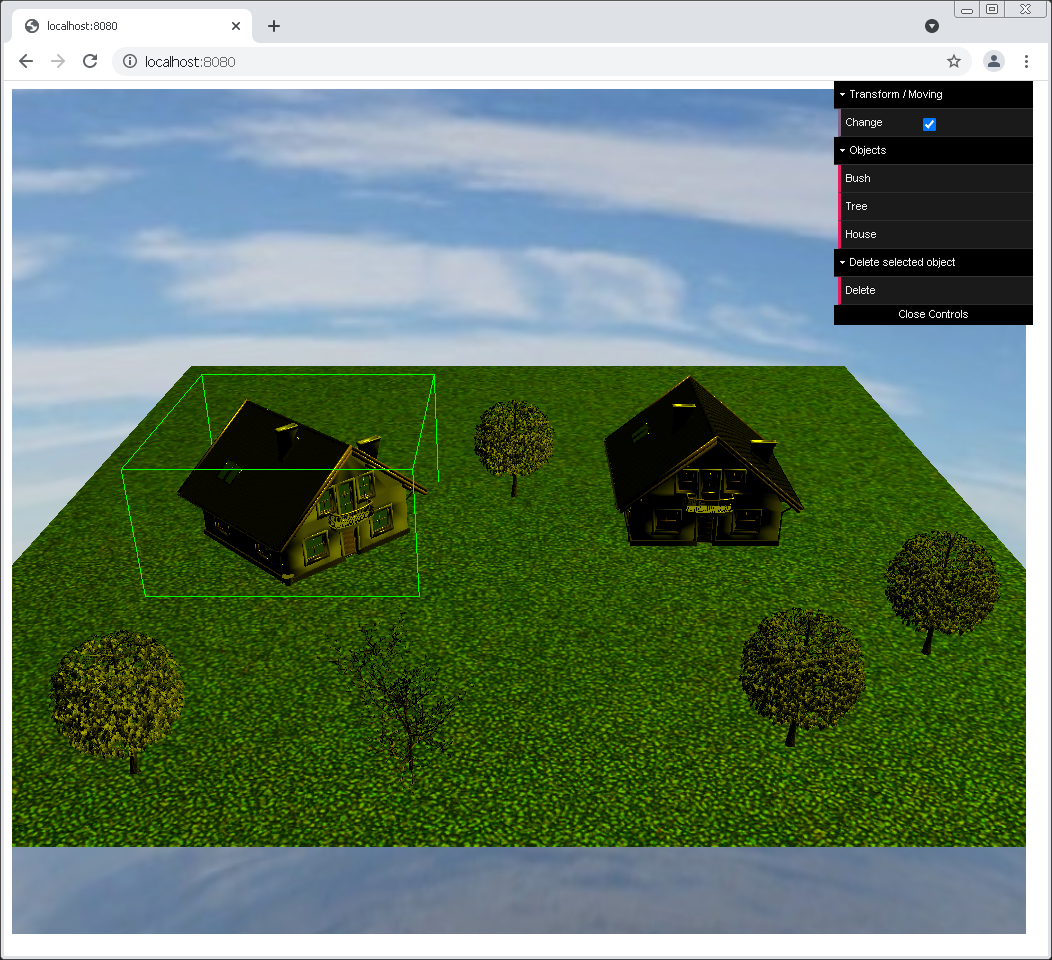 localhost:8080
localhost:8080
Transform / Moving
Change
Objects
Bush
Tree
House
Delete selected object
Delete
Close Controls